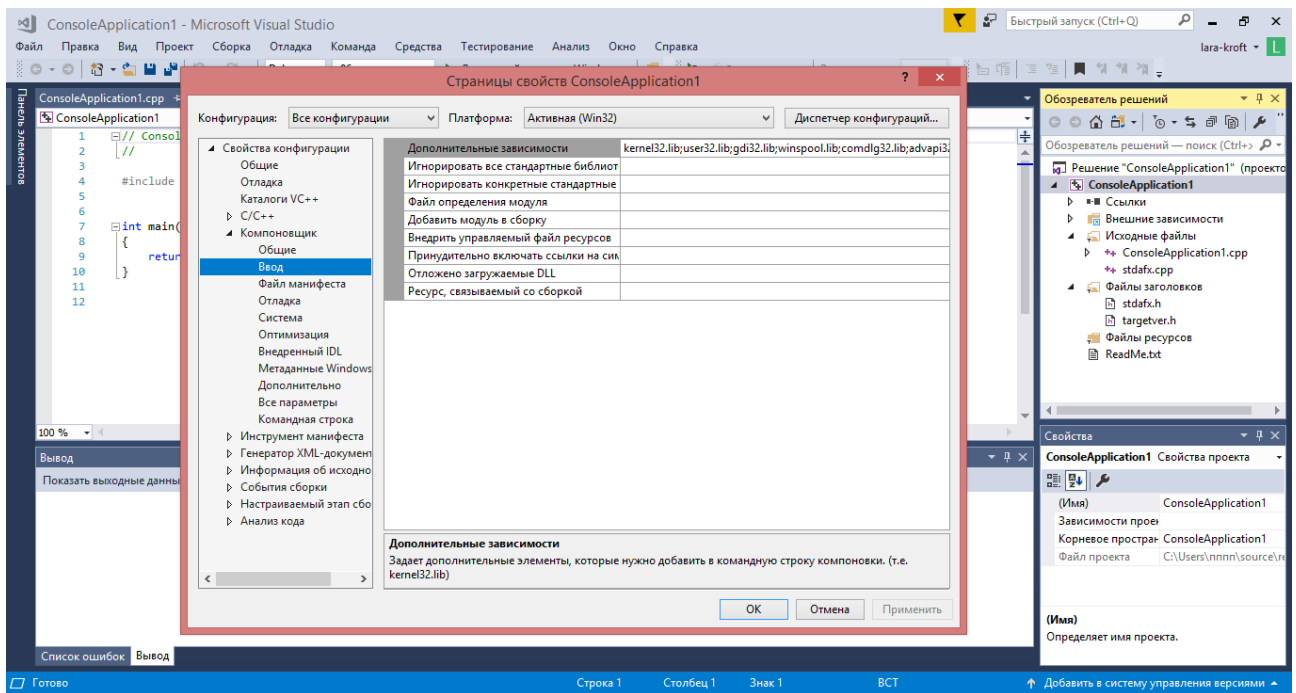 ConsoleApplication1 - Microsoft Visual Studio
Быстрый запуск (Ctrl+Q)
Файл Правка Вид Проект Сборка Отладка Команда Средства Тестирование Анализ Окно Справка
lara-kroft
L
Панель элементов
ConsoleApplication1.cpp
ConsoleApplication1
1 // Consol
2 //
3
4 #include
5
6
7 int main(
8 {
9 retur
10 }
11
12
100 %
Вывод
Показать выходные данны
Список ошибок Вывод
Страницы свойств ConsoleApplication1
? ×
Конфигурация: Все конфигурации Платформа: Активная (Win32) Диспетчер конфигураций...
Свойства конфигурации
Общие
Отладка
Каталоги VC++
C/C++
Компоновщик
Общие
Ввод
Файл манифеста
Отладка
Система
Оптимизация
Внедренный IDL
Метаданные Windows
Дополнительно
Все параметры
Командная строка
Инструмент манифеста
Генератор XML-документ
Информация об исходно
События сборки
Настраиваемый этап сбо
Анализ кода
Дополнительные зависимости kernel32.lib;user32.lib;gdi32.lib;winspool.lib;comdlg32.lib;advapi32
Игнорировать все стандартные библиот
Игнорировать конкретные стандартные
Файл определения модуля
Добавить модуль в сборку
Внедрить управляемый файл ресурсов
Принудительно включать ссылки на сим
Отложено загружаемые DLL
Ресурс, связываемый со сборкой
Дополнительные зависимости
Задает дополнительные элементы, которые нужно добавить в командную строку компоновки. (т.е.
kernel32.lib)
ОК Отмена Применить
Обозреватель решений
Обозреватель решений — поиск (Ctrl+
Решение "ConsoleApplication1" (проекто
ConsoleApplication1
Ссылки
Внешние зависимости
Исходные файлы
ConsoleApplication1.cpp
stdafx.cpp
Файлы заголовков
stdafx.h
targetver.h
Файлы ресурсов
ReadMe.txt
Свойства
ConsoleApplication1 Свойства проекта
(Имя) ConsoleApplication1
Зависимости проек
Корневое простран ConsoleApplication1
Файл проекта C:\Users\nnnn\source\re
(Имя)
Определяет имя проекта.
Готово Строка 1 Столбец 1 Знак 1 ВСТ Добавить в систему управления версиями